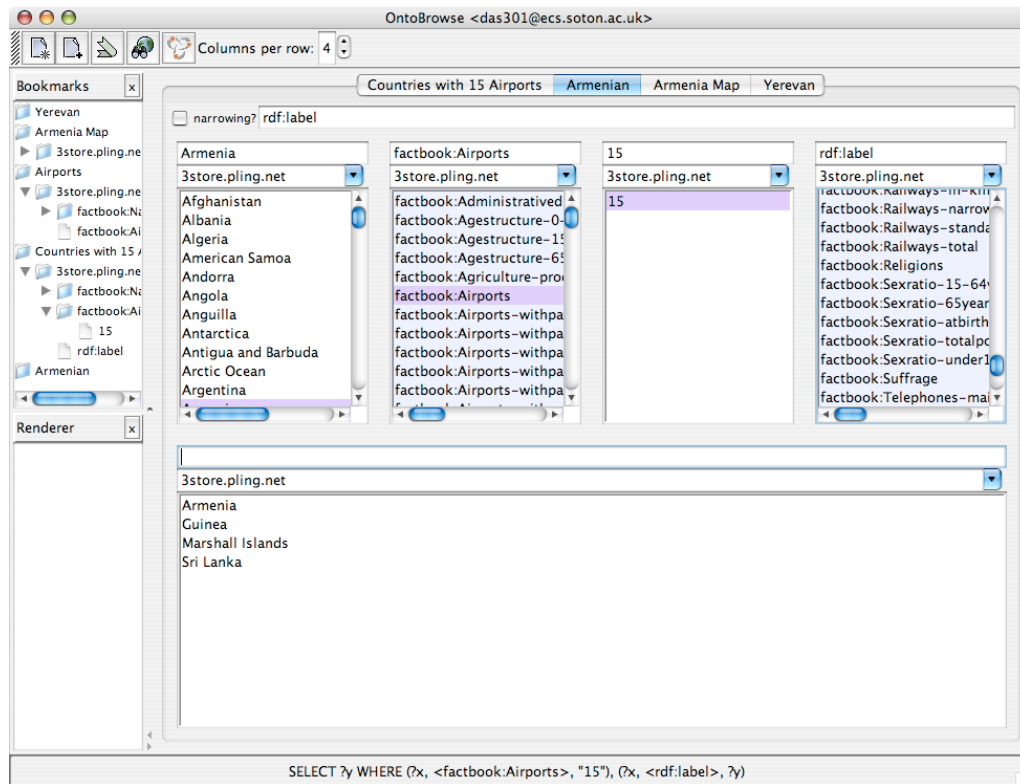 OntoBrowse <das301@ecs.soton.ac.uk>
Columns per row: 4
Bookmarks x
Yerevan
Armenia Map
3store.pling.ne
Airports
3store.pling.ne
factbook:Na
factbook:Ai
Countries with 15 A
3store.pling.ne
factbook:Na
factbook:Ai
15
rdf:label
Armenian
Renderer x
Countries with 15 Airports Armenian Armenia Map Yerevan
narrowing? rdf:label
Armenia
3store.pling.net
Afghanistan
Albania
Algeria
American Samoa
Andorra
Angola
Anguilla
Antarctica
Antigua and Barbuda
Arctic Ocean
Argentina
factbook:Airports
3store.pling.net
factbook:Administratived
factbook:Agestructure-0-
factbook:Agestructure-15
factbook:Agestructure-65
factbook:Agriculture-pro
factbook:Airports
factbook:Airports-withpa
factbook:Airports-withpa
factbook:Airports-withpa
factbook:Airports-withpa
factbook:Airports-withpa
15
3store.pling.net
15
rdf:label
3store.pling.net
factbook:Railways-in-km
factbook:Railways-narrow
factbook:Railways-standa
factbook:Railways-total
factbook:Religions
factbook:Sexratio-15-64y
factbook:Sexratio-65year
factbook:Sexratio-atbirth
factbook:Sexratio-totalpo
factbook:Sexratio-under1
factbook:Suffrage
factbook:Telephones-mai
3store.pling.net
Armenia
Guinea
Marshall Islands
Sri Lanka
SELECT ?y WHERE (?x, <factbook:Airports>, "15"), (?x, <rdf:label>, ?y)